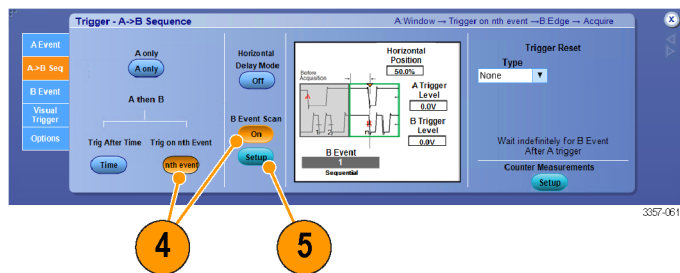 Trigger - A->B Sequence
A:Window → Trigger on nth event →B:Edge → Acquire
X
A Event
A->B Seq
B Event
Visual
Trigger
Options
A only
A only
A then B
Trig After Time
Trig on nth Event
Time
nth event
Horizontal
Delay Mode
Off
B Event Scan
On
Setup
Before
Acquisition
A
1
2
n
B
Horizontal
Position
50.0%
A Trigger
Level
0.0V
B Trigger
Level
0.0V
B Event
1
Sequential
Trigger Reset
Type
None
Wait indefinitely for B Event
After A trigger
Counter Measurements
Setup
3357-061
4
5